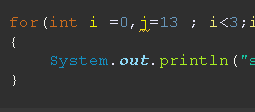 for(int i =0,j=13 ; i<3;i
{
System.out.println("s
}